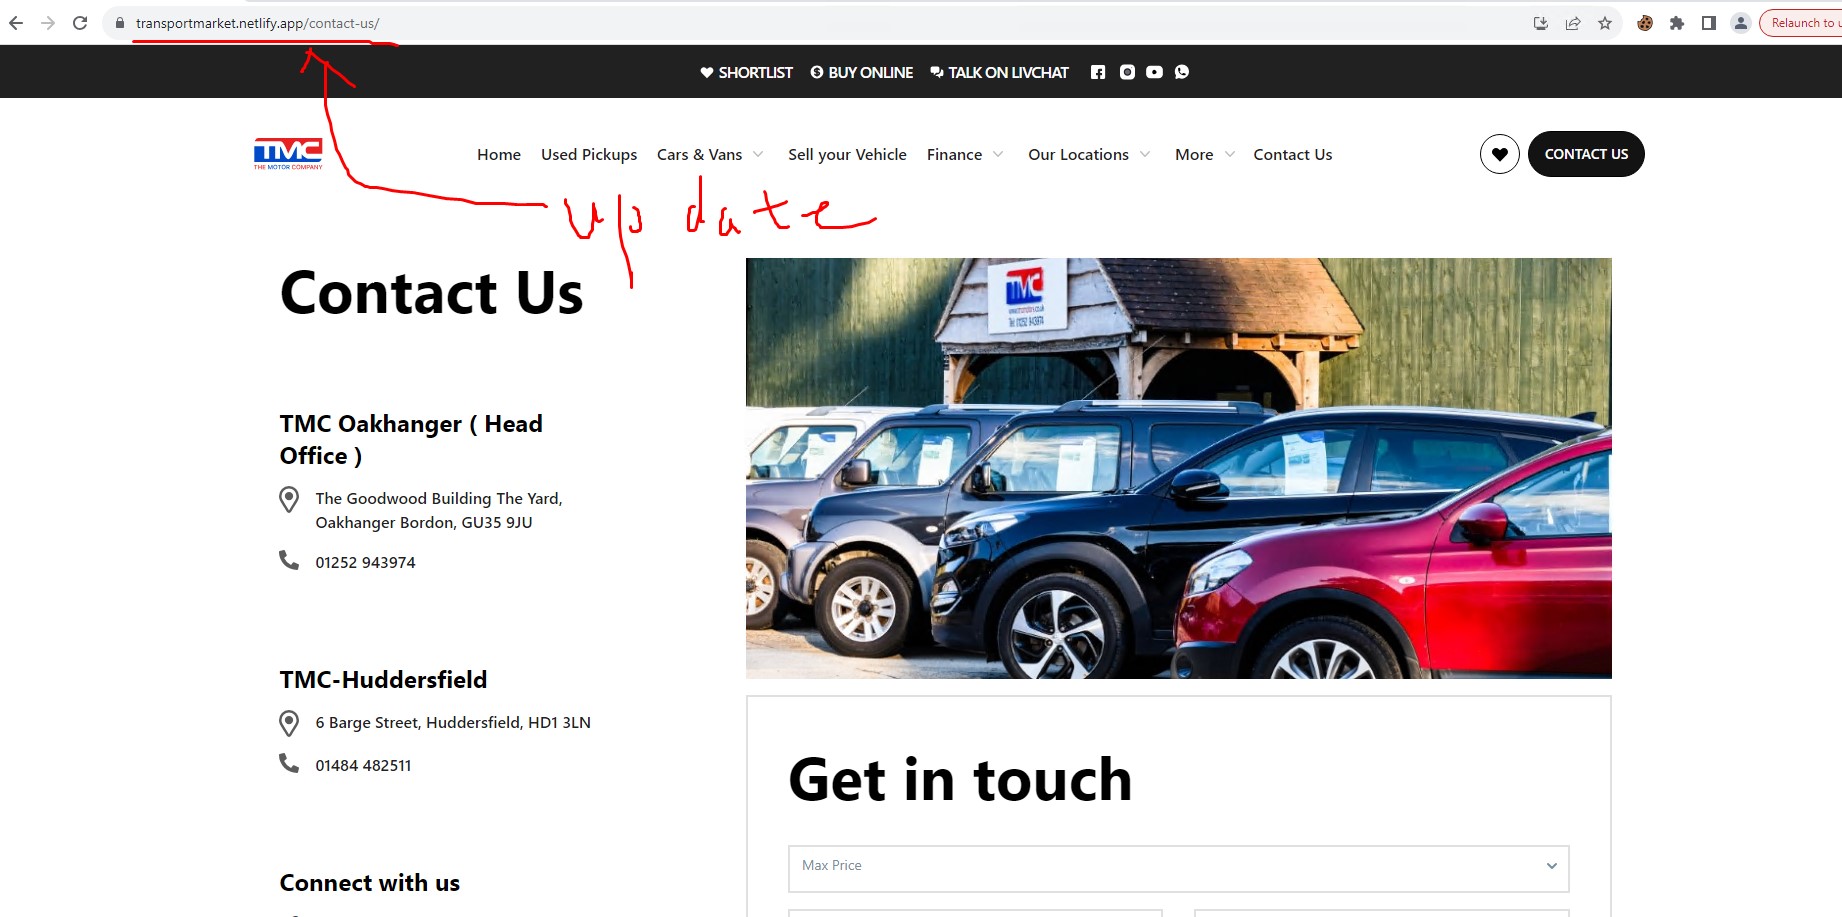 transportmarket.netlify.app/contact-us/
Relaunch to u
SHORTLIST BUY ONLINE TALK ON LIVCHAT
TMC
THE MOTOR COMPANY
Home Used Pickups Cars & Vans Sell your Vehicle Finance Our Locations More Contact Us
CONTACT US
up date
Contact Us
TMC
TMC Oakhanger ( Head
Office )
The Goodwood Building The Yard,
Oakhanger Bordon, GU35 9JU
01252 943974
TMC-Huddersfield
6 Barge Street, Huddersfield, HD1 3LN
01484 482511
Connect with us
Get in touch
Max Price